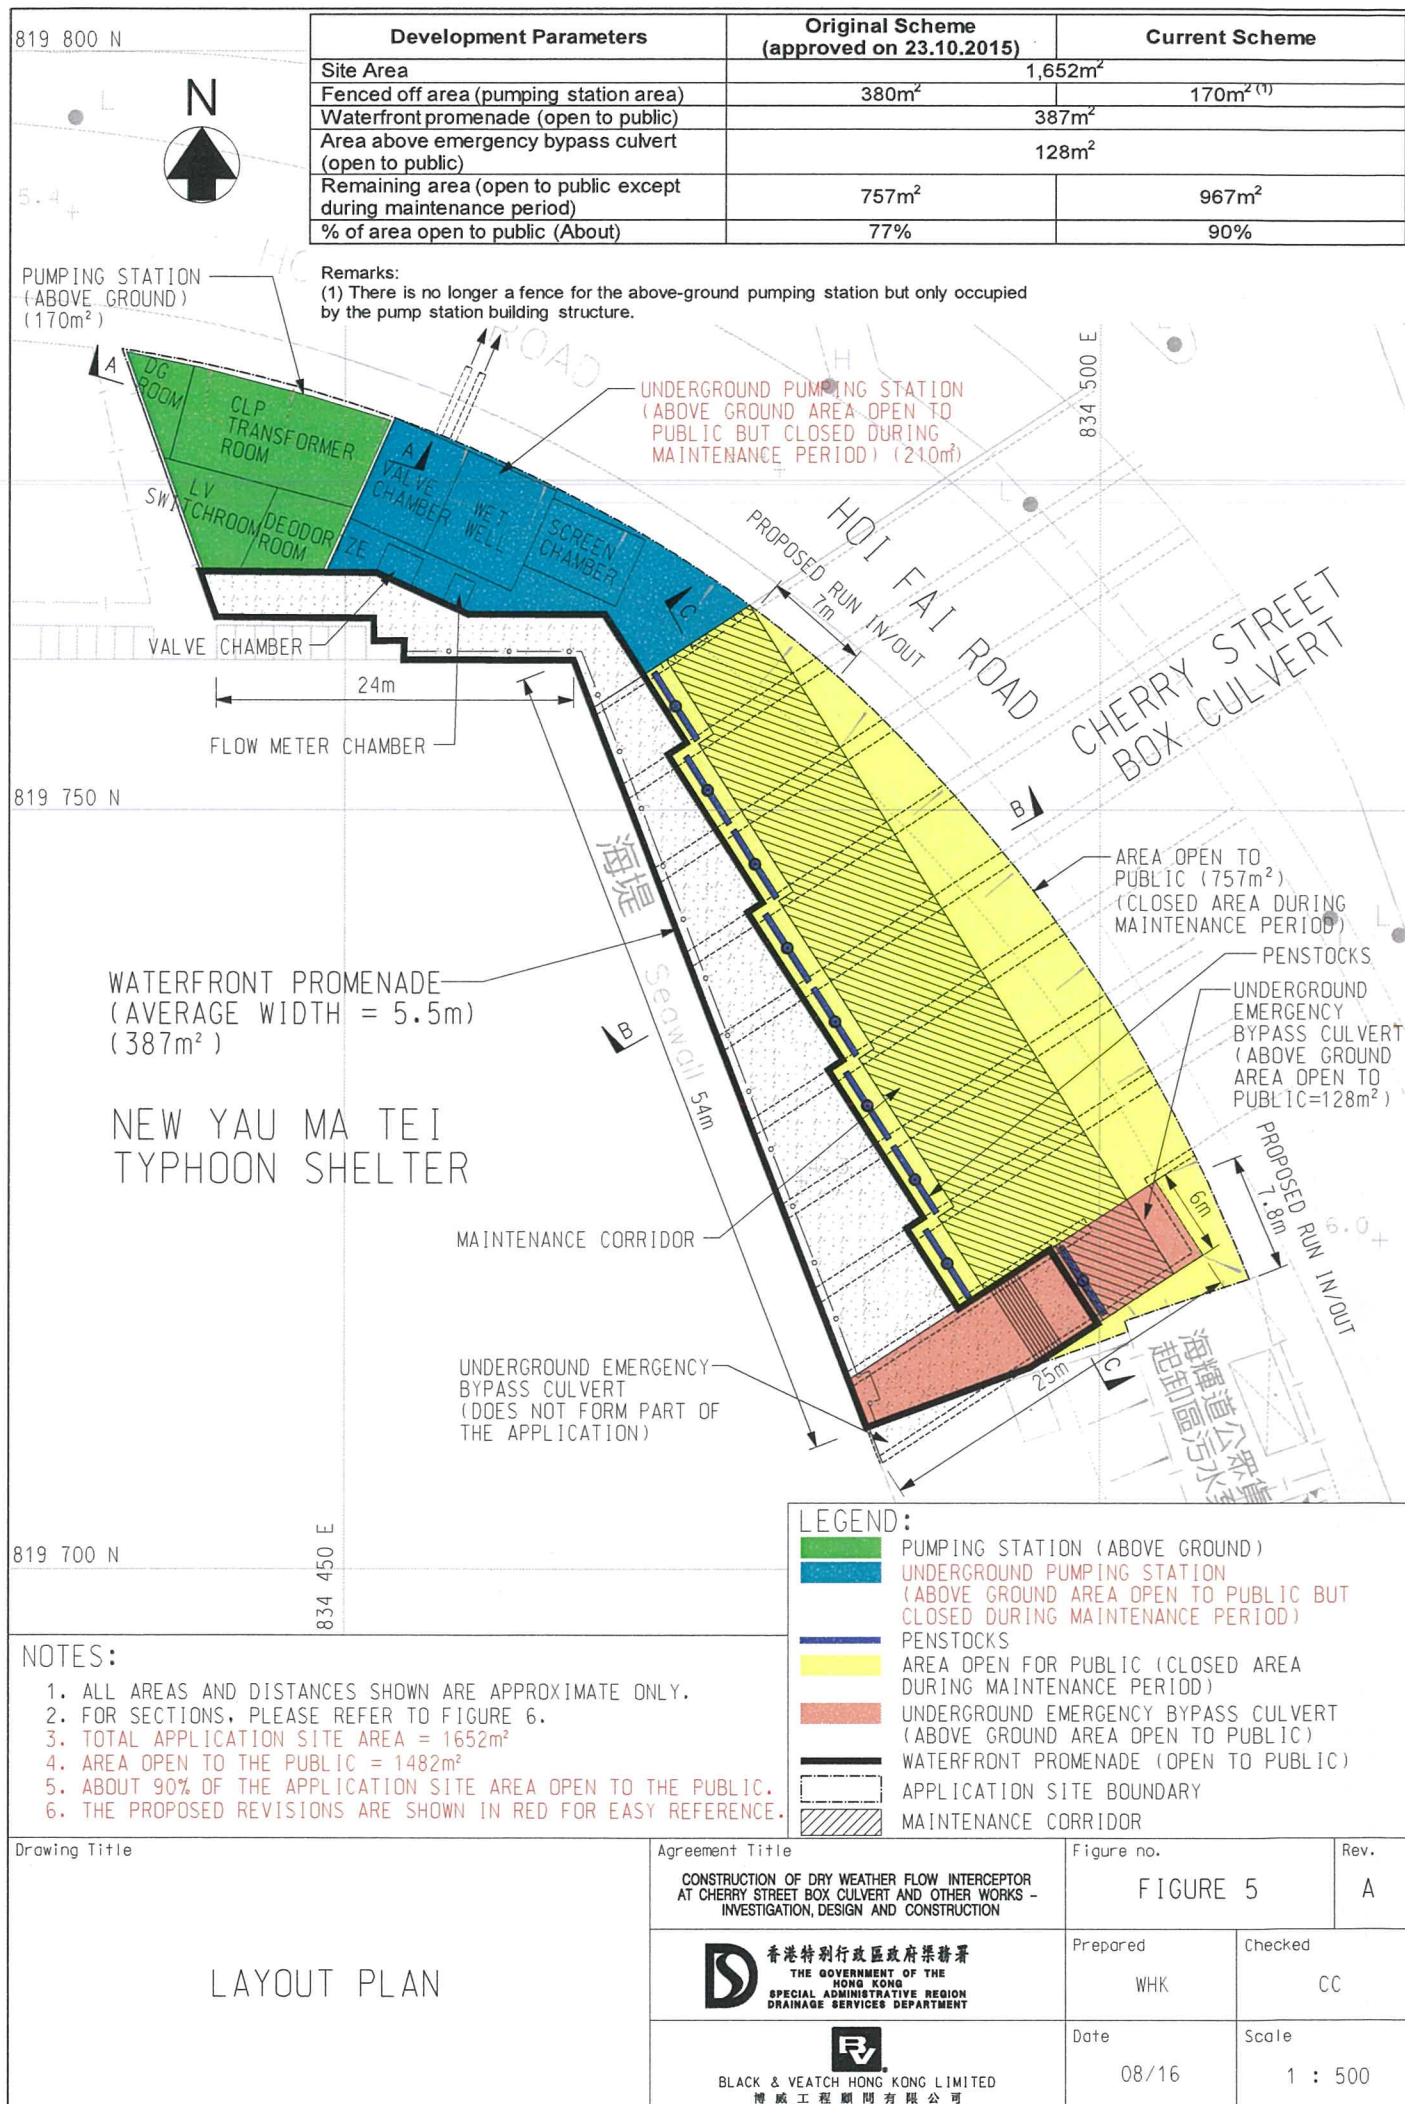 819 800 N
Development Parameters
Original Scheme
(approved on 23.10.2015)
Current Scheme
Site Area
1,652m²
Fenced off area (pumping station area)
380m²
170m² (1)
Waterfront promenade (open to public)
387m²
Area above emergency bypass culvert
(open to public)
128m²
Remaining area (open to public except
during maintenance period)
757m²
967m²
% of area open to public (About)
77%
90%
N
L
5.4
Remarks:
(1) There is no longer a fence for the above-ground pumping station but only occupied
by the pump station building structure.
PUMPING STATION
(ABOVE GROUND)
(170m²)
ROAD
H
834 500 E
A
DG
ROOM
CLP
TRANSFORMER
ROOM
LV
SWITCHROOM
DEODORIZE
ROOM
A
VALVE
CHAMBER
WET
WELL
SCREEN
CHAMBER
UNDERGROUND PUMPING STATION
(ABOVE GROUND AREA OPEN TO
PUBLIC BUT CLOSED DURING
MAINTENANCE PERIOD) (210m²)
L
HOI FAI ROAD
PROPOSED RUN IN/OUT
7m
C
CHERRY STREET
BOX CULVERT
VALVE CHAMBER
24m
FLOW METER CHAMBER
819 750 N
B
海堤
Seawall
54m
AREA OPEN TO
PUBLIC (757m²)
(CLOSED AREA DURING
MAINTENANCE PERIOD)
L
PENSTOCKS
WATERFRONT PROMENADE
(AVERAGE WIDTH = 5.5m)
(387m²)
B
UNDERGROUND
EMERGENCY
BYPASS CULVERT
(ABOVE GROUND
AREA OPEN TO
PUBLIC=128m²)
NEW YAU MA TEI
TYPHOON SHELTER
PROPOSED RUN IN/OUT
7.8m
6m
6.0
MAINTENANCE CORRIDOR
UNDERGROUND EMERGENCY
BYPASS CULVERT
(DOES NOT FORM PART OF
THE APPLICATION)
25m
C
海輝道公眾
起卸區污水
819 700 N
834 450 E
LEGEND:
PUMPING STATION (ABOVE GROUND)
UNDERGROUND PUMPING STATION
(ABOVE GROUND AREA OPEN TO PUBLIC BUT
CLOSED DURING MAINTENANCE PERIOD)
PENSTOCKS
AREA OPEN FOR PUBLIC (CLOSED AREA
DURING MAINTENANCE PERIOD)
UNDERGROUND EMERGENCY BYPASS CULVERT
(ABOVE GROUND AREA OPEN TO PUBLIC)
WATERFRONT PROMENADE (OPEN TO PUBLIC)
APPLICATION SITE BOUNDARY
MAINTENANCE CORRIDOR
NOTES:
1. ALL AREAS AND DISTANCES SHOWN ARE APPROXIMATE ONLY.
2. FOR SECTIONS, PLEASE REFER TO FIGURE 6.
3. TOTAL APPLICATION SITE AREA = 1652m²
4. AREA OPEN TO THE PUBLIC = 1482m²
5. ABOUT 90% OF THE APPLICATION SITE AREA OPEN TO THE PUBLIC.
6. THE PROPOSED REVISIONS ARE SHOWN IN RED FOR EASY REFERENCE.
Drawing Title
LAYOUT PLAN
Agreement Title
CONSTRUCTION OF DRY WEATHER FLOW INTERCEPTOR
AT CHERRY STREET BOX CULVERT AND OTHER WORKS -
INVESTIGATION, DESIGN AND CONSTRUCTION
Figure no.
FIGURE 5
Rev.
A
香港特別行政區政府渠務署
THE GOVERNMENT OF THE
HONG KONG
SPECIAL ADMINISTRATIVE REGION
DRAINAGE SERVICES DEPARTMENT
Prepared
WHK
Checked
CC
BV
BLACK & VEATCH HONG KONG LIMITED
博威工程顧問有限公司
Date
08/16
Scale
1 : 500